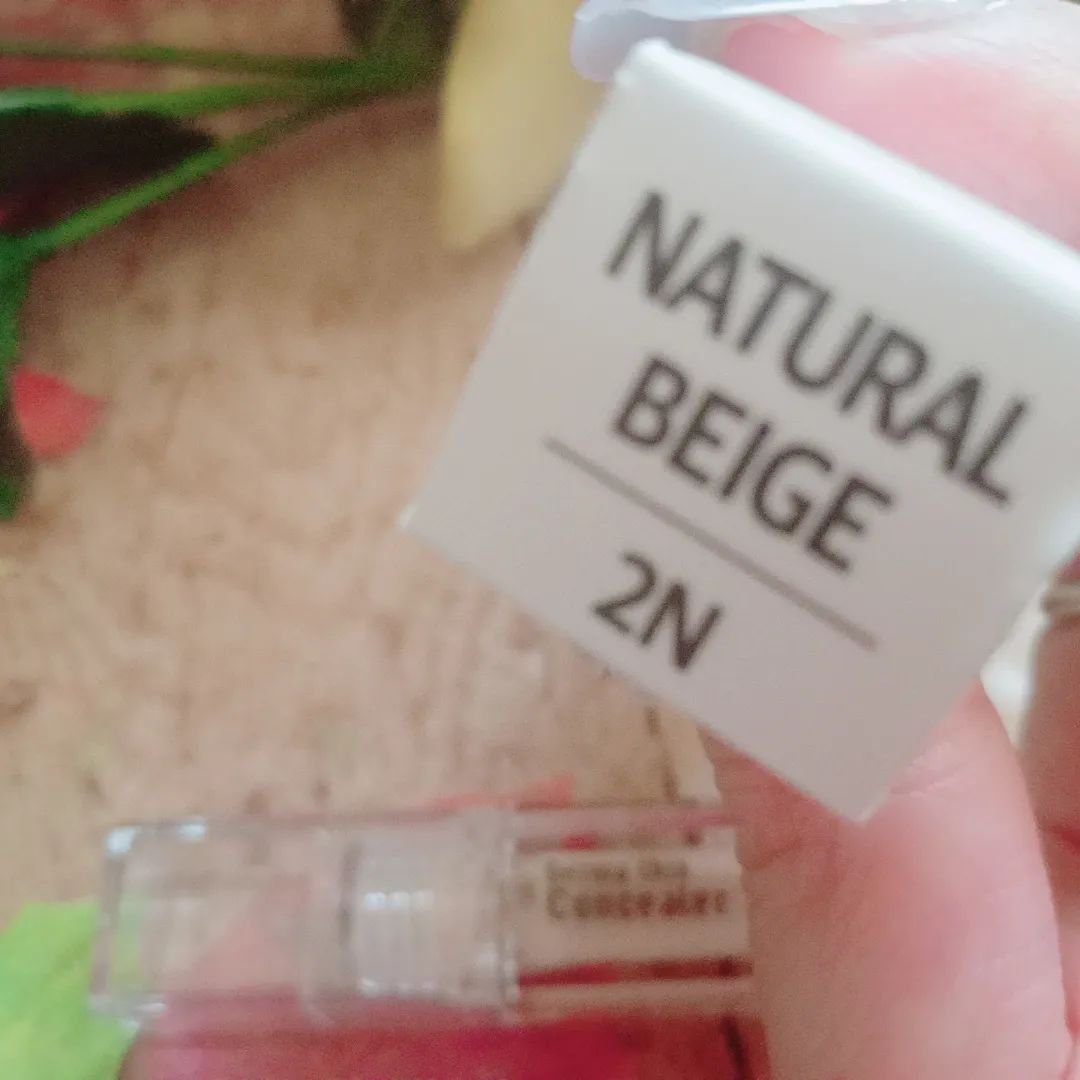 NATURAL
BEIGE
2N
Concealer